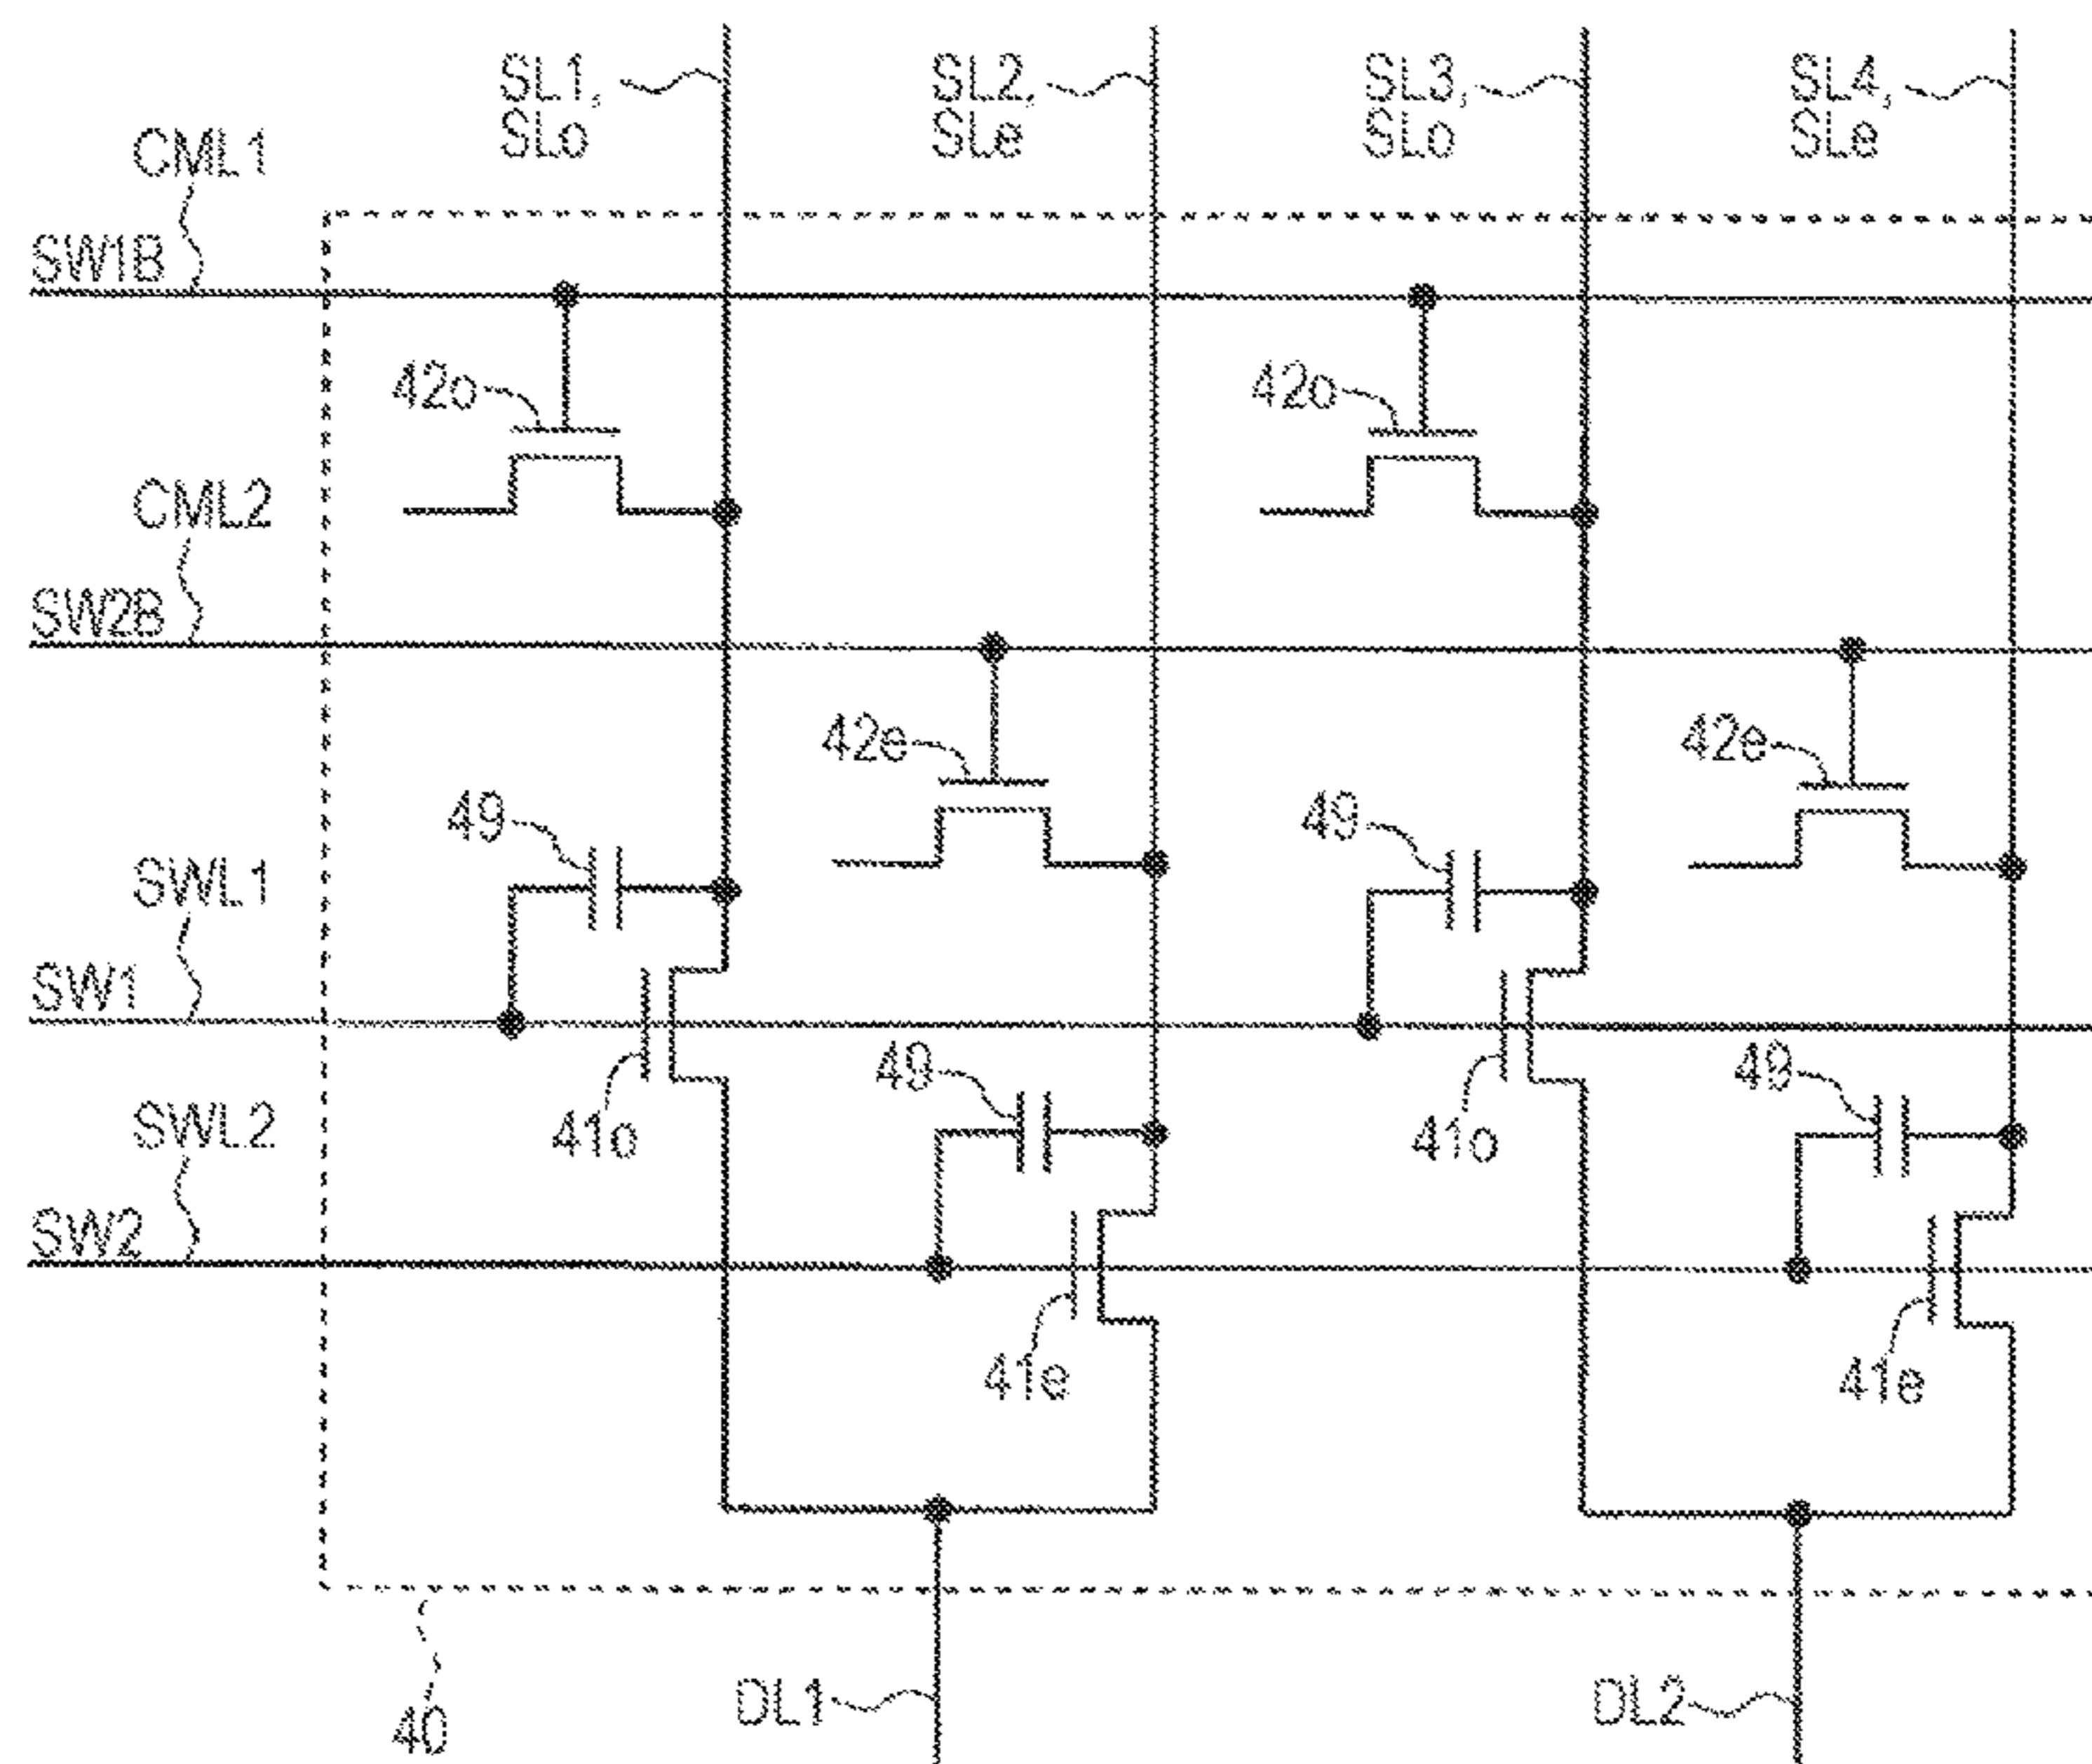 SL1,
SLo
SL2,
SLe
SL3,
SLo
SL4,
SLe
CML1
SW1B
42o
42o
CML2
SW2B
42e
42e
49
49
SWL1
SW1
49
49
41o
41o
SWL2
SW2
41e
41e
DL1
DL2
40